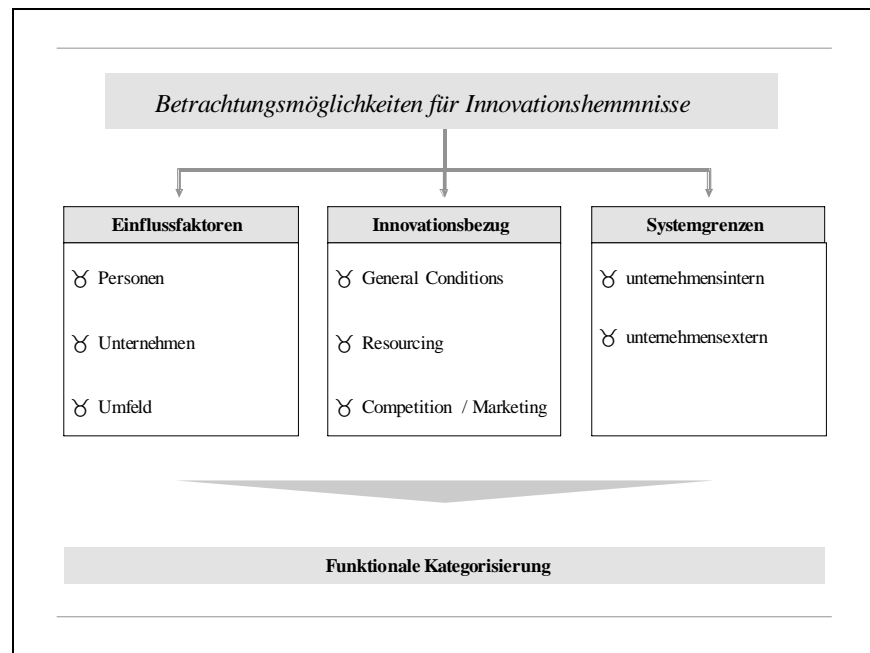 Betrachtungsmöglichkeiten für Innovationshemmnisse
Einflussfaktoren
♉ Personen
♉ Unternehmen
♉ Umfeld
Innovationsbezug
♉ General Conditions
♉ Resourcing
♉ Competition / Marketing
Systemgrenzen
♉ unternehmensintern
♉ unternehmensextern
Funktionale Kategorisierung